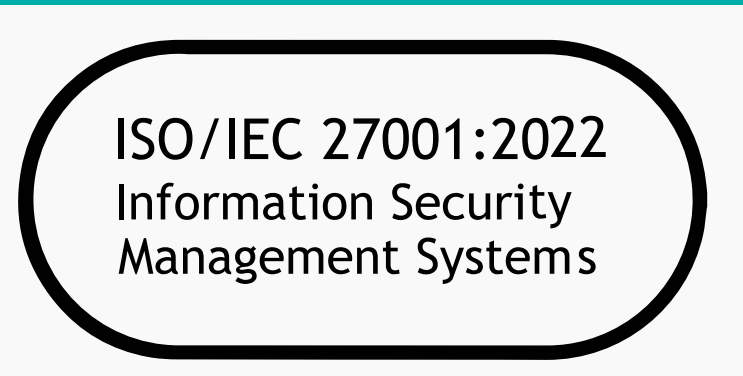 ISO/IEC 27001:2022
Information Security
Management Systems